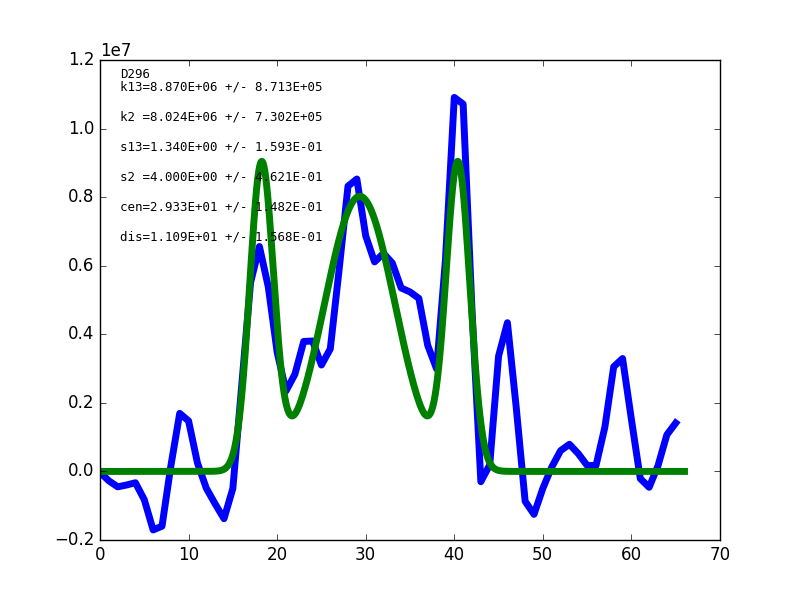 1e7
D296
k13=8.870E+06 +/- 8.713E+05
k2 =8.024E+06 +/- 7.302E+05
s13=1.340E+00 +/- 1.593E-01
s2 =4.000E+00 +/- 4.621E-01
cen=2.933E+01 +/- 1.482E-01
dis=1.109E+01 +/- 1.568E-01
1.2
1.0
0.8
0.6
0.4
0.2
0.0
−0.2
0 10 20 30 40 50 60 70